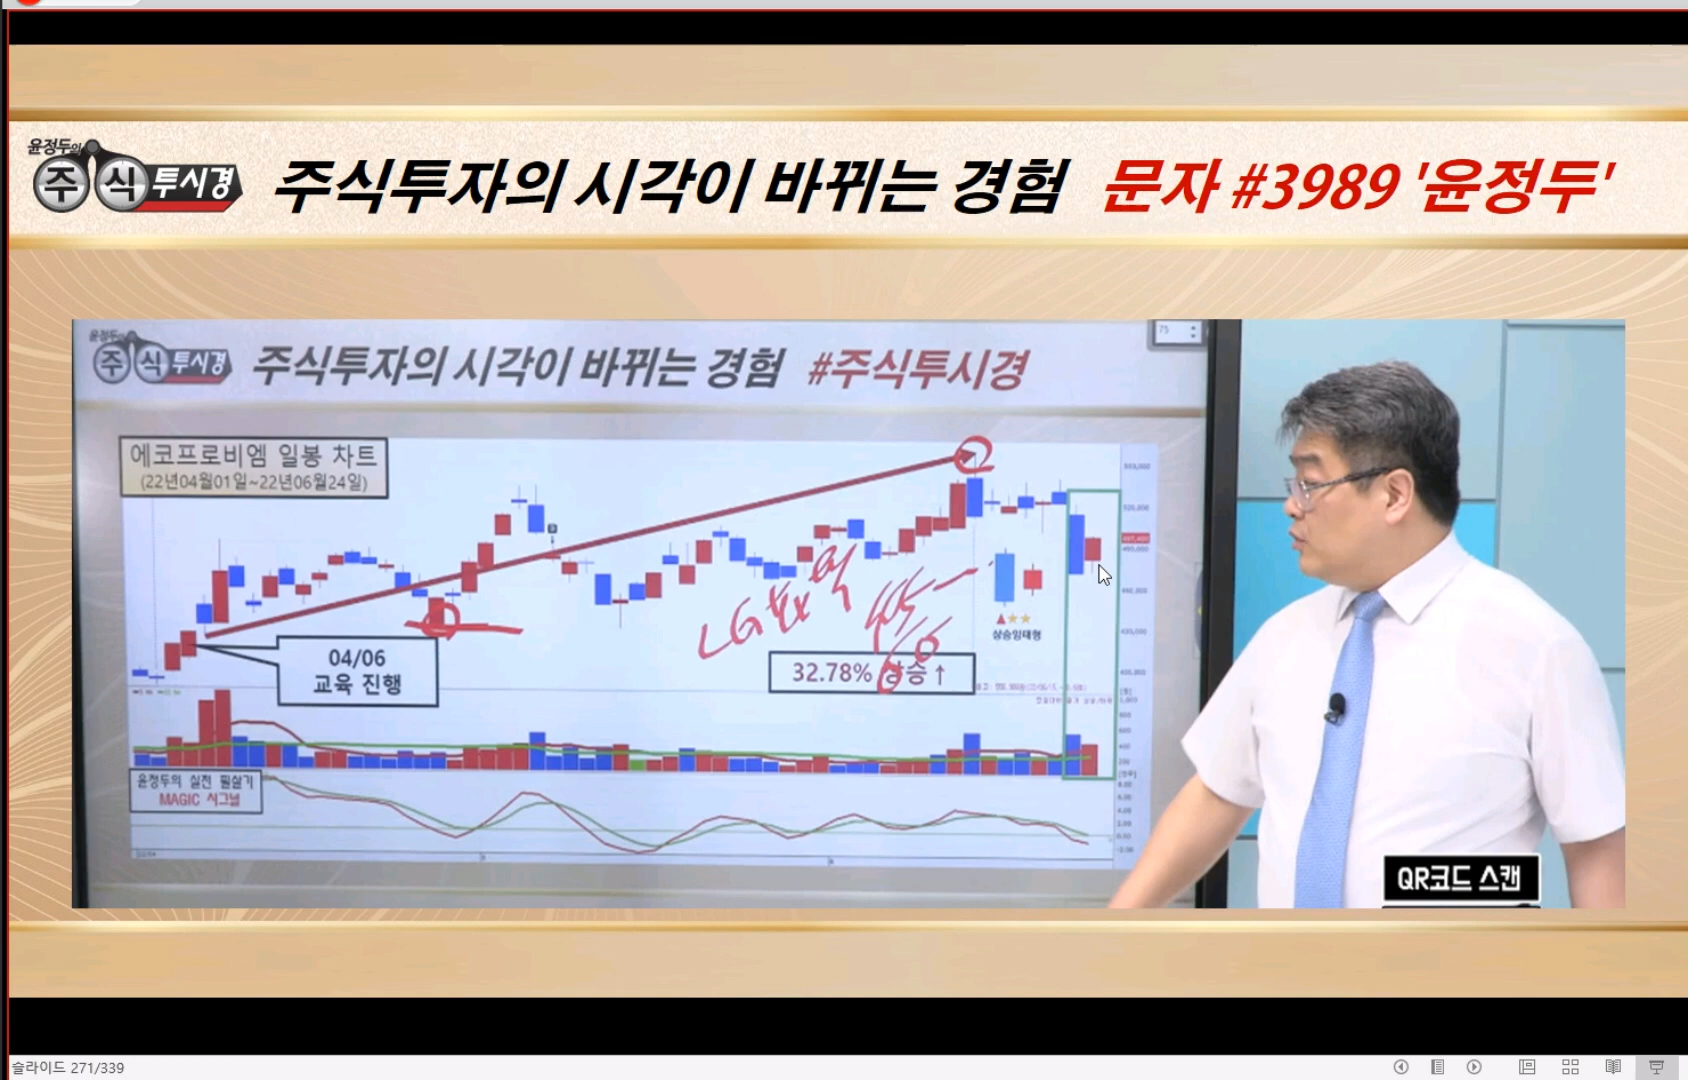 윤정두의
주식투시경
주식투자의 시각이 바뀌는 경험 문자 #3989 '윤정두'
윤정두의
주식투시경
주식투자의 시각이 바뀌는 경험 #주식투시경
75
에코프로비엠 일봉 차트
(22년04월01일~22년06월24일)
04/06
교육 진행
LG화학
32.78% 상승↑
상승잉태형
윤정두의 실전 필살기
MAGIC 시그널
QR코드 스캔
슬라이드 271/339